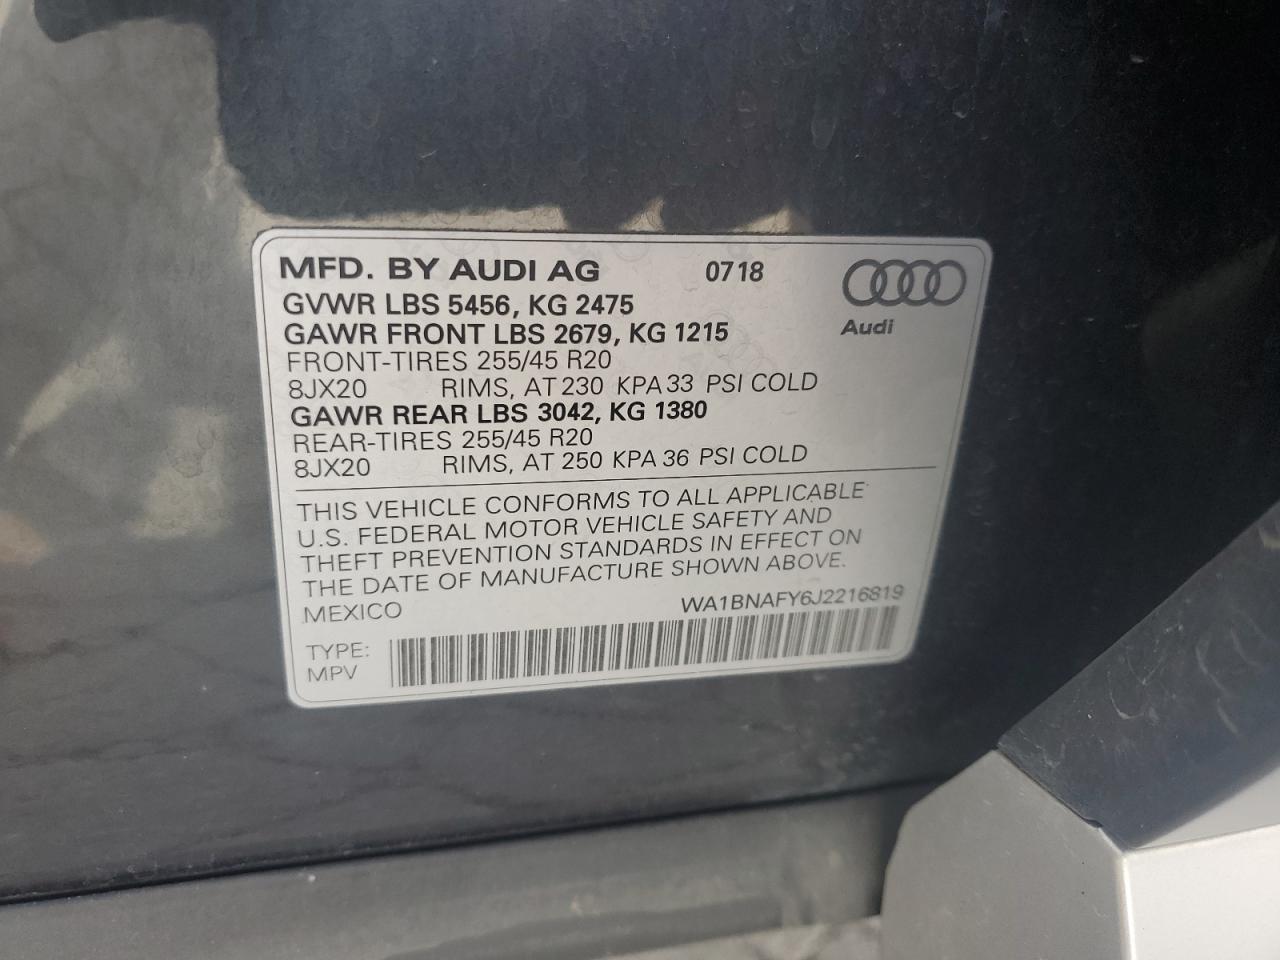 MFD. BY AUDI AG 0718
GVWR LBS 5456, KG 2475
GAWR FRONT LBS 2679, KG 1215
Audi
FRONT-TIRES 255/45 R20
8JX20 RIMS, AT 230 KPA 33 PSI COLD
GAWR REAR LBS 3042, KG 1380
REAR-TIRES 255/45 R20
8JX20 RIMS, AT 250 KPA 36 PSI COLD
THIS VEHICLE CONFORMS TO ALL APPLICABLE
U.S. FEDERAL MOTOR VEHICLE SAFETY AND
THEFT PREVENTION STANDARDS IN EFFECT ON
THE DATE OF MANUFACTURE SHOWN ABOVE.
MEXICO WA1BNAFY6J2216819
TYPE:
MPV